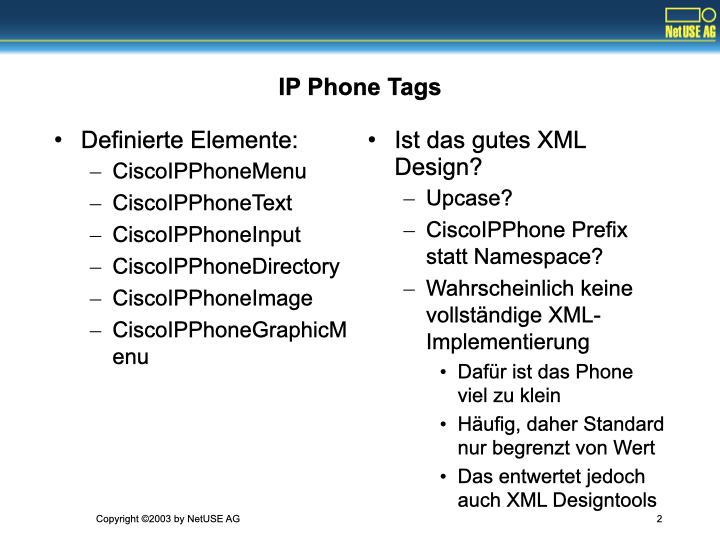 NetUSE AG
IP Phone Tags
• Definierte Elemente:
– CiscoIPPhoneMenu
– CiscoIPPhoneText
– CiscoIPPhoneInput
– CiscoIPPhoneDirectory
– CiscoIPPhoneImage
– CiscoIPPhoneGraphicM
enu
• Ist das gutes XML
Design?
– Upcase?
– CiscoIPPhone Prefix
statt Namespace?
– Wahrscheinlich keine
vollständige XML-
Implementierung
• Dafür ist das Phone
viel zu klein
• Häufig, daher Standard
nur begrenzt von Wert
• Das entwertet jedoch
auch XML Designtools
Copyright ©2003 by NetUSE AG
2